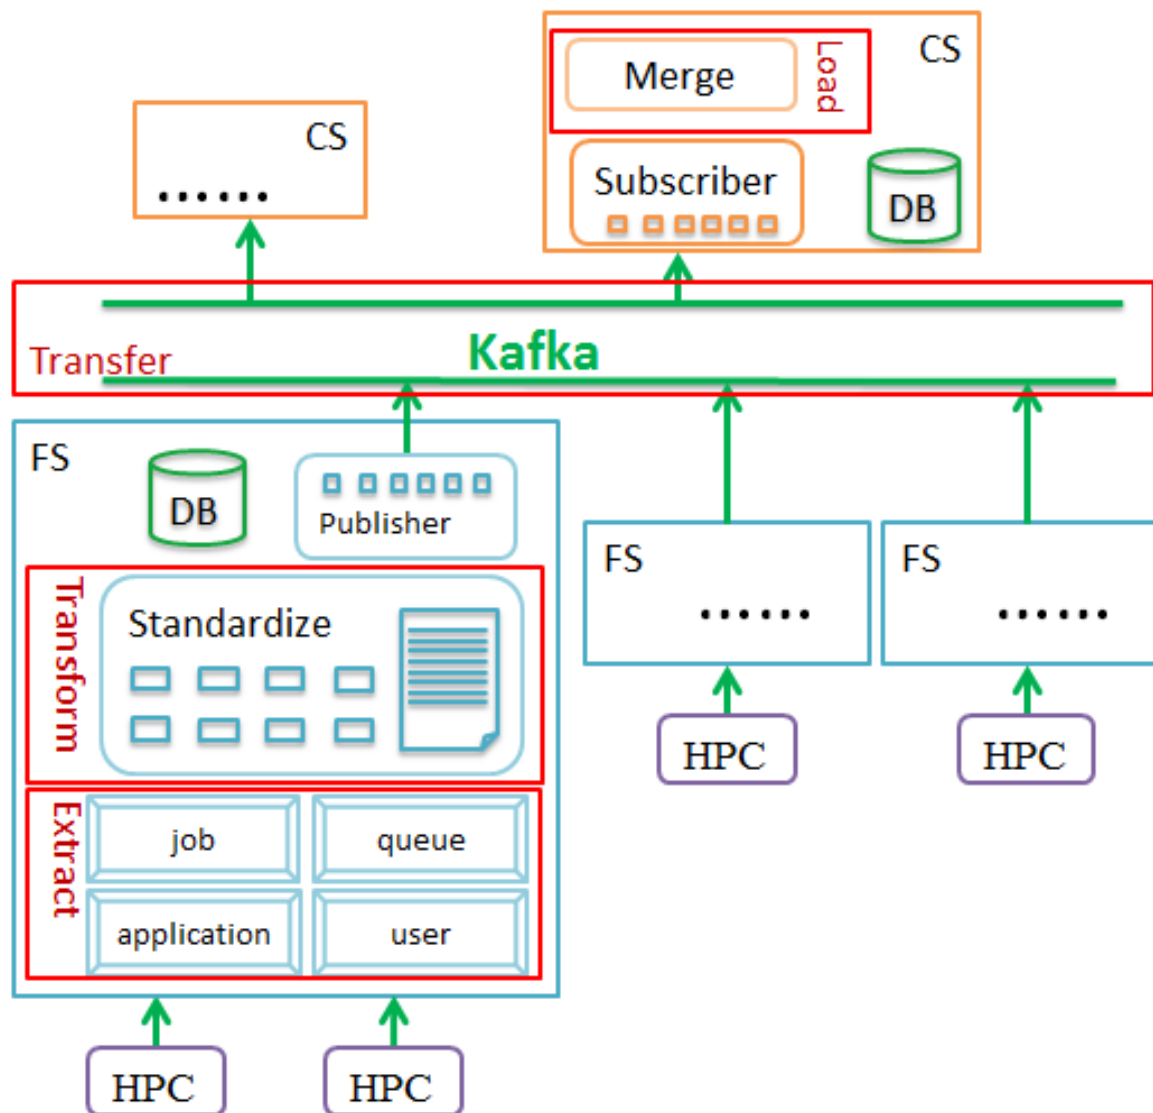 CS
Merge
Load
CS
......
Subscriber
DB
Kafka
Transfer
FS
DB
Publisher
FS
......
FS
......
Transform
Standardize
HPC
HPC
Extract
job
queue
application
user
HPC
HPC